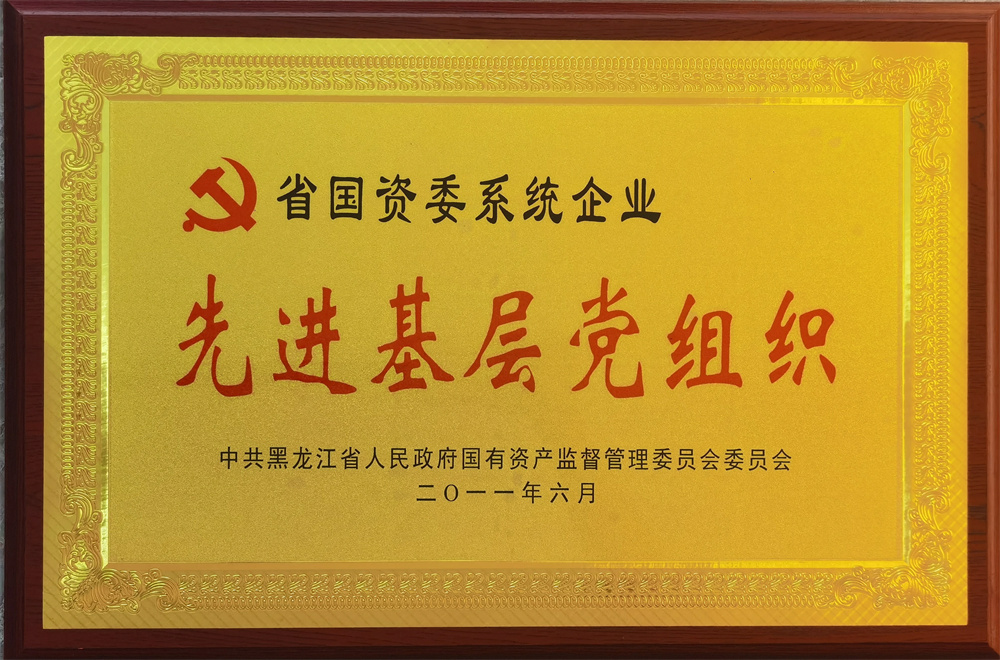 省国资委系统企业
先进基层党组织
中共黑龙江省人民政府国有资产监督管理委员会委员会
二O一一年六月